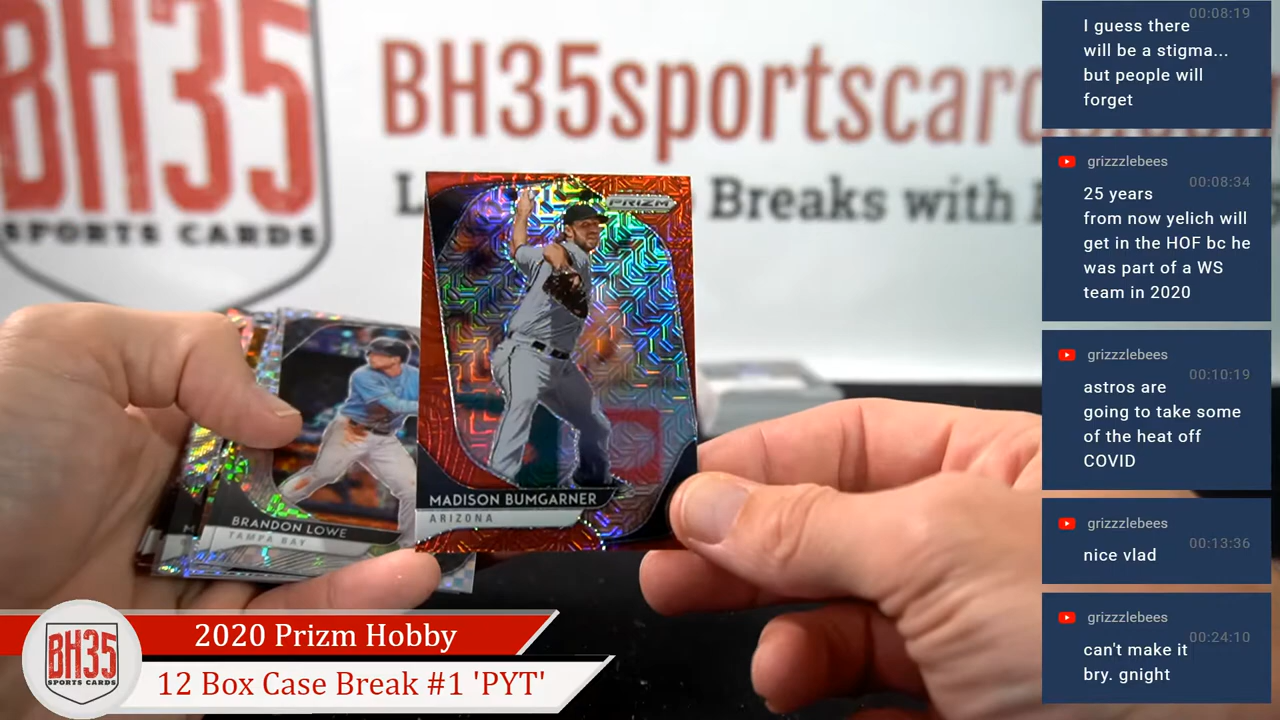 BH35
SPORTS CARDS
BH35sportscard
Breaks with
PRIZM
MADISON BUMGARNER
ARIZONA
BRANDON LOWE
TAMPA BAY
2020 Prizm Hobby
12 Box Case Break #1 'PYT'
BH35
SPORTS CARDS
00:08:19
I guess there
will be a stigma...
but people will
forget
grizzzlebees
00:08:34
25 years
from now yelich will
get in the HOF bc he
was part of a WS
team in 2020
grizzzlebees
00:10:19
astros are
going to take some
of the heat off
COVID
grizzzlebees
00:13:36
nice vlad
grizzzlebees
00:24:10
can't make it
bry. gnight